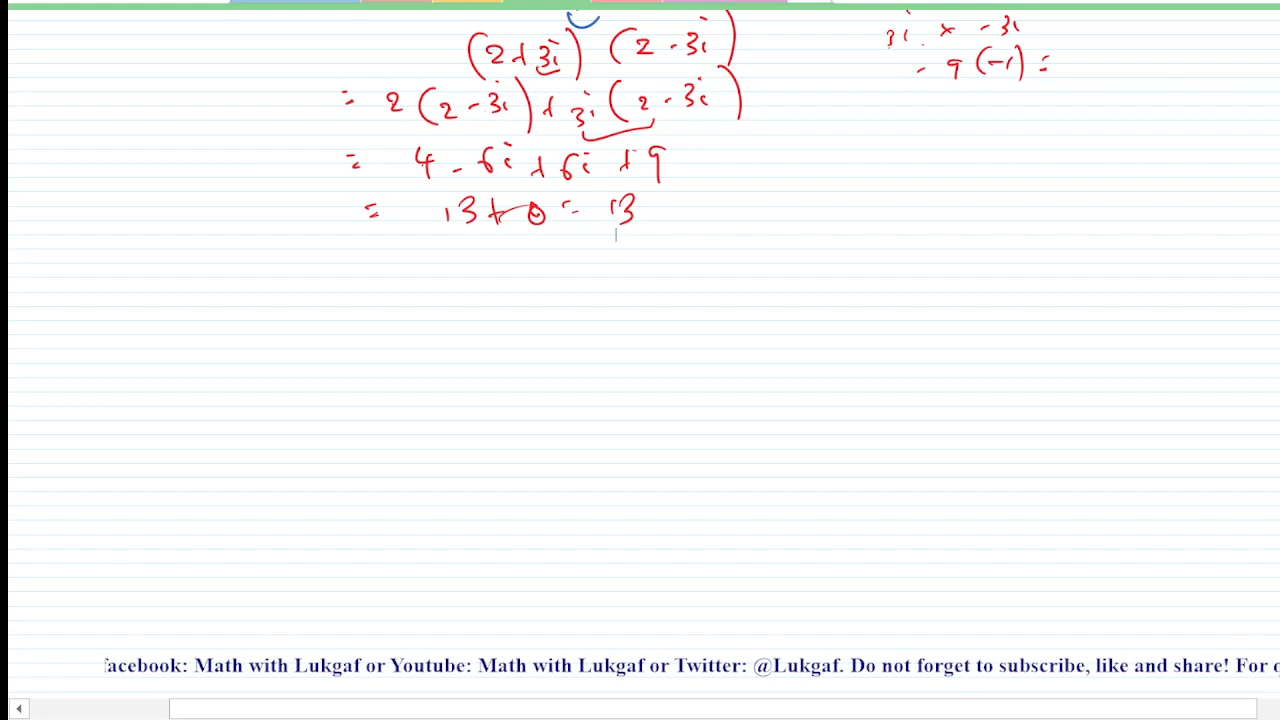 (2+3i) (2-3i)
= 2(2-3i)+3i(2-3i)
= 4-6i+6i+9
= 13+0 = 13
3i x -3i
-9(-1) =
facebook: Math with Lukgaf or Youtube: Math with Lukgaf or Twitter: @Lukgaf. Do not forget to subscribe, like and share! For